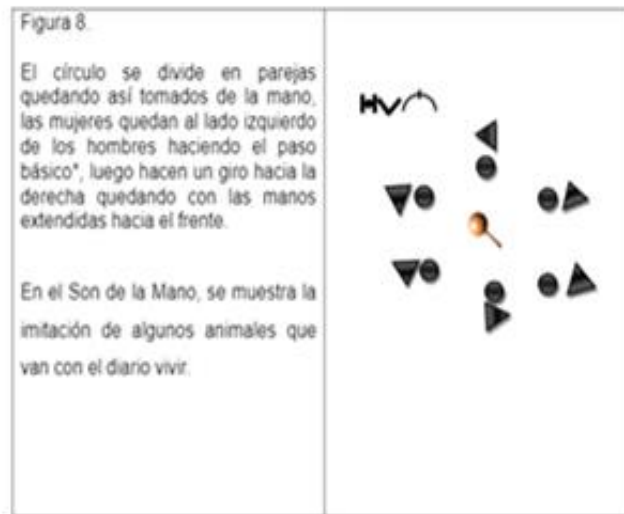 Figura 8.
El círculo se divide en parejas
quedando así tomados de la mano,
las mujeres quedan al lado izquierdo
de los hombres haciendo el paso
básico*, luego hacen un giro hacia la
derecha quedando con las manos
extendidas hacia el frente.
En el Son de la Mano, se muestra la
imitación de algunos animales que
van con el diario vivir.